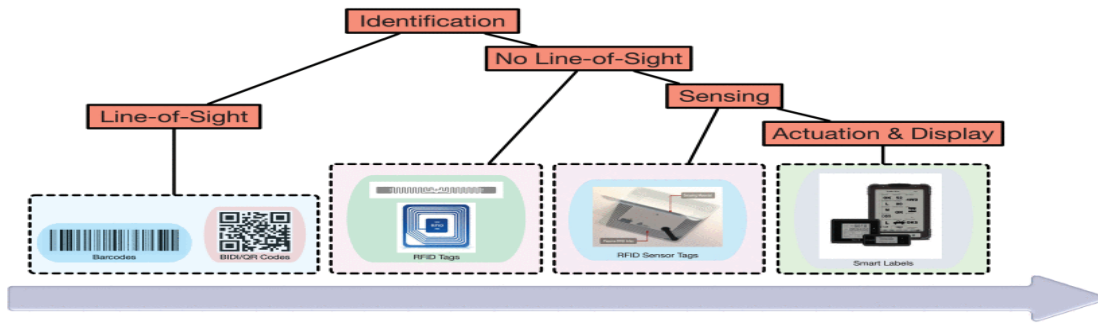 Identification
No Line-of-Sight
Sensing
Line-of-Sight
Actuation & Display
Barcodes
BIDI/QR Codes
RFID Tags
RFID Sensor Tags
Smart Labels